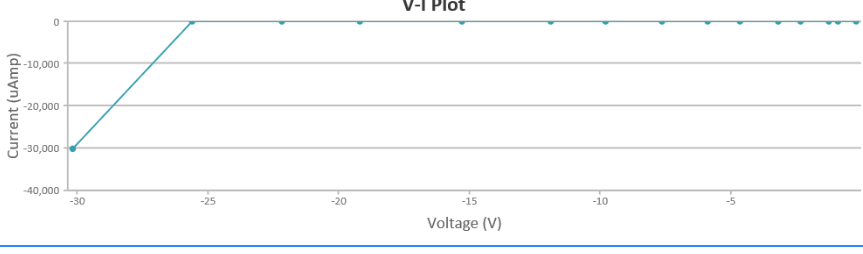 V-I Plot
0
-10,000
-20,000
-30,000
-40,000
Current (uAmp)
-30 -25 -20 -15 -10 -5
Voltage (V)